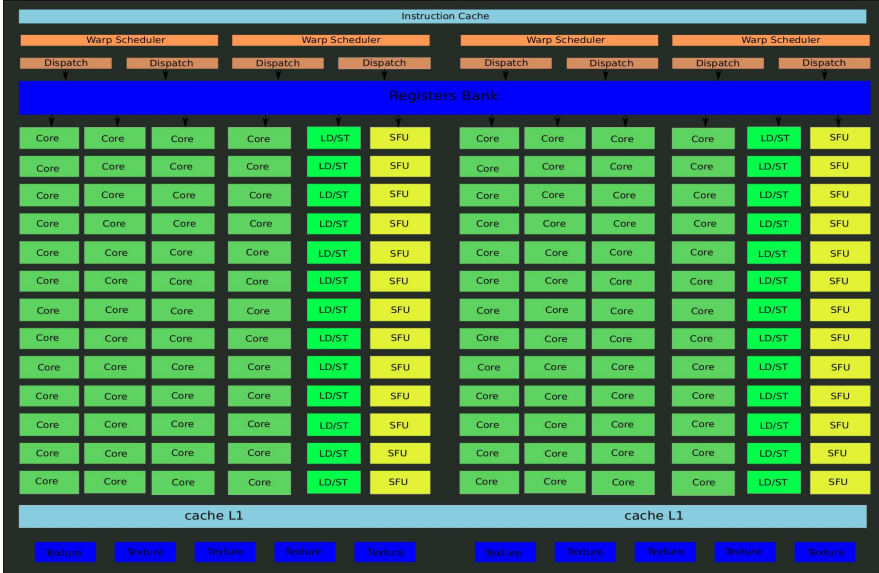 Instruction Cache
Warp Scheduler Warp Scheduler Warp Scheduler Warp Scheduler
Dispatch Dispatch Dispatch Dispatch Dispatch Dispatch Dispatch Dispatch
Registers Bank
Core Core Core Core LD/ST SFU Core Core Core Core LD/ST SFU
Core Core Core Core LD/ST SFU Core Core Core Core LD/ST SFU
Core Core Core Core LD/ST SFU Core Core Core Core LD/ST SFU
Core Core Core Core LD/ST SFU Core Core Core Core LD/ST SFU
Core Core Core Core LD/ST SFU Core Core Core Core LD/ST SFU
Core Core Core Core LD/ST SFU Core Core Core Core LD/ST SFU
Core Core Core Core LD/ST SFU Core Core Core Core LD/ST SFU
Core Core Core Core LD/ST SFU Core Core Core Core LD/ST SFU
Core Core Core Core LD/ST SFU Core Core Core Core LD/ST SFU
Core Core Core Core LD/ST SFU Core Core Core Core LD/ST SFU
Core Core Core Core LD/ST SFU Core Core Core Core LD/ST SFU
Core Core Core Core LD/ST SFU Core Core Core Core LD/ST SFU
Core Core Core Core LD/ST SFU Core Core Core Core LD/ST SFU
cache L1 cache L1
Texture Texture Texture Texture Texture Texture Texture Texture Texture Texture